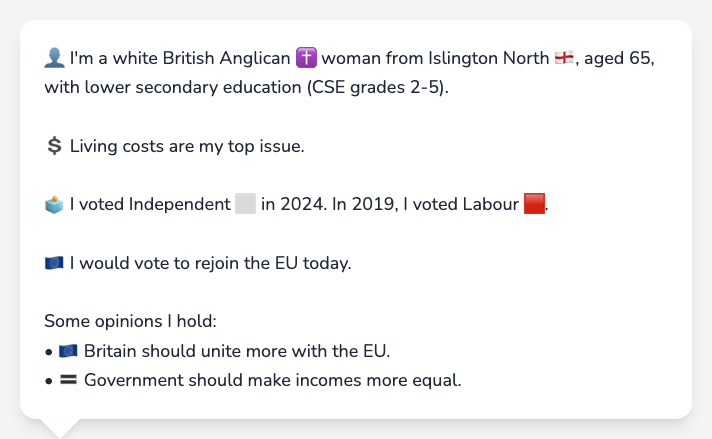 👤 I'm a white British Anglican ✝️ woman from Islington North 🏴󠁧󠁢󠁥󠁮󠁧󠁿, aged 65,
with lower secondary education (CSE grades 2-5).
💲 Living costs are my top issue.
🗳️ I voted Independent ⬜ in 2024. In 2019, I voted Labour 🟥.
🇪🇺 I would vote to rejoin the EU today.
Some opinions I hold:
• 🇪🇺 Britain should unite more with the EU.
• 🟰 Government should make incomes more equal.